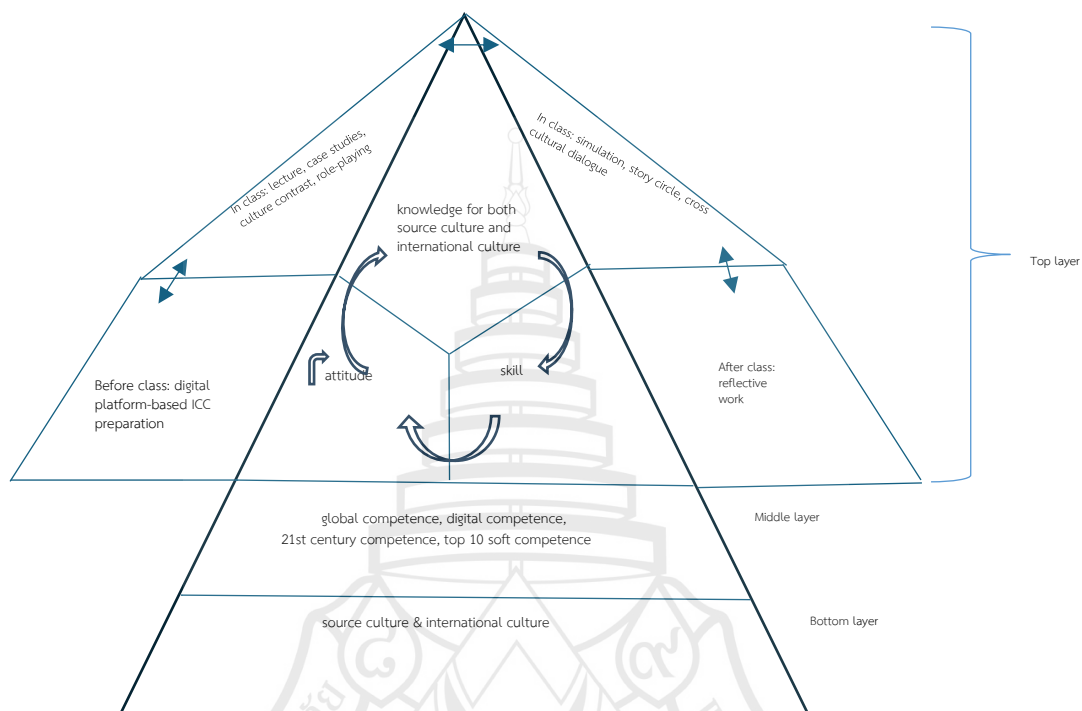 In class: lecture, case studies,
culture contrast, role-playing
In class: simulation, story circle, cross
cultural dialogue
knowledge for both
source culture and
international culture
Top layer
attitude
skill
Before class: digital
platform-based ICC
preparation
After class:
reflective
work
global competence, digital competence,
21st century competence, top 10 soft competence
Middle layer
source culture & international culture
Bottom layer